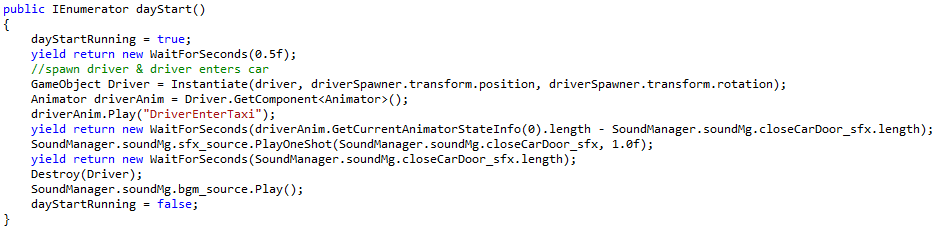 public IEnumerator dayStart()
{
    dayStartRunning = true;
    yield return new WaitForSeconds(0.5f);
    //spawn driver & driver enters car
    GameObject Driver = Instantiate(driver, driverSpawner.transform.position, driverSpawner.transform.rotation);
    Animator driverAnim = Driver.GetComponent<Animator>();
    driverAnim.Play("DriverEnterTaxi");
    yield return new WaitForSeconds(driverAnim.GetCurrentAnimatorStateInfo(0).length - SoundManager.soundMg.closeCarDoor_sfx.length);
    SoundManager.soundMg.sfx_source.PlayOneShot(SoundManager.soundMg.closeCarDoor_sfx, 1.0f);
    yield return new WaitForSeconds(SoundManager.soundMg.closeCarDoor_sfx.length);
    Destroy(Driver);
    SoundManager.soundMg.bgm_source.Play();
    dayStartRunning = false;
}